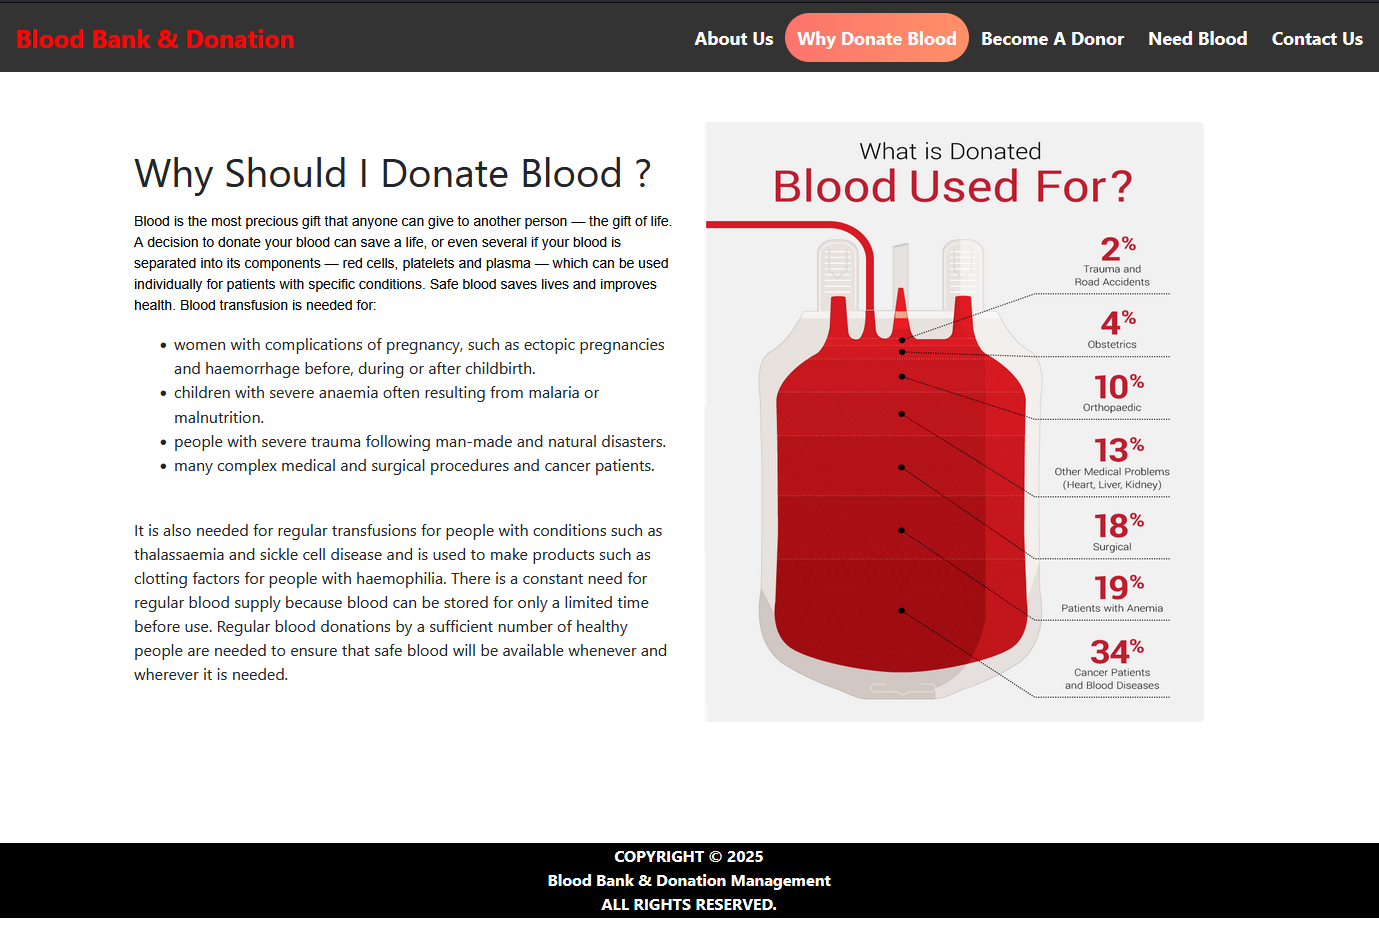 Blood Bank & Donation
About Us
Why Donate Blood
Become A Donor
Need Blood
Contact Us
Why Should I Donate Blood ?
Blood is the most precious gift that anyone can give to another person — the gift of life.
A decision to donate your blood can save a life, or even several if your blood is
separated into its components — red cells, platelets and plasma — which can be used
individually for patients with specific conditions. Safe blood saves lives and improves
health. Blood transfusion is needed for:
• women with complications of pregnancy, such as ectopic pregnancies
and haemorrhage before, during or after childbirth.
• children with severe anaemia often resulting from malaria or
malnutrition.
• people with severe trauma following man-made and natural disasters.
• many complex medical and surgical procedures and cancer patients.
It is also needed for regular transfusions for people with conditions such as
thalassaemia and sickle cell disease and is used to make products such as
clotting factors for people with haemophilia. There is a constant need for
regular blood supply because blood can be stored for only a limited time
before use. Regular blood donations by a sufficient number of healthy
people are needed to ensure that safe blood will be available whenever and
wherever it is needed.
What is Donated
Blood Used For?
2%
Trauma and
Road Accidents
4%
Obstetrics
10%
Orthopaedic
13%
Other Medical Problems
(Heart, Liver, Kidney)
18%
Surgical
19%
Patients with Anemia
34%
Cancer Patients
and Blood Diseases
COPYRIGHT © 2025
Blood Bank & Donation Management
ALL RIGHTS RESERVED.